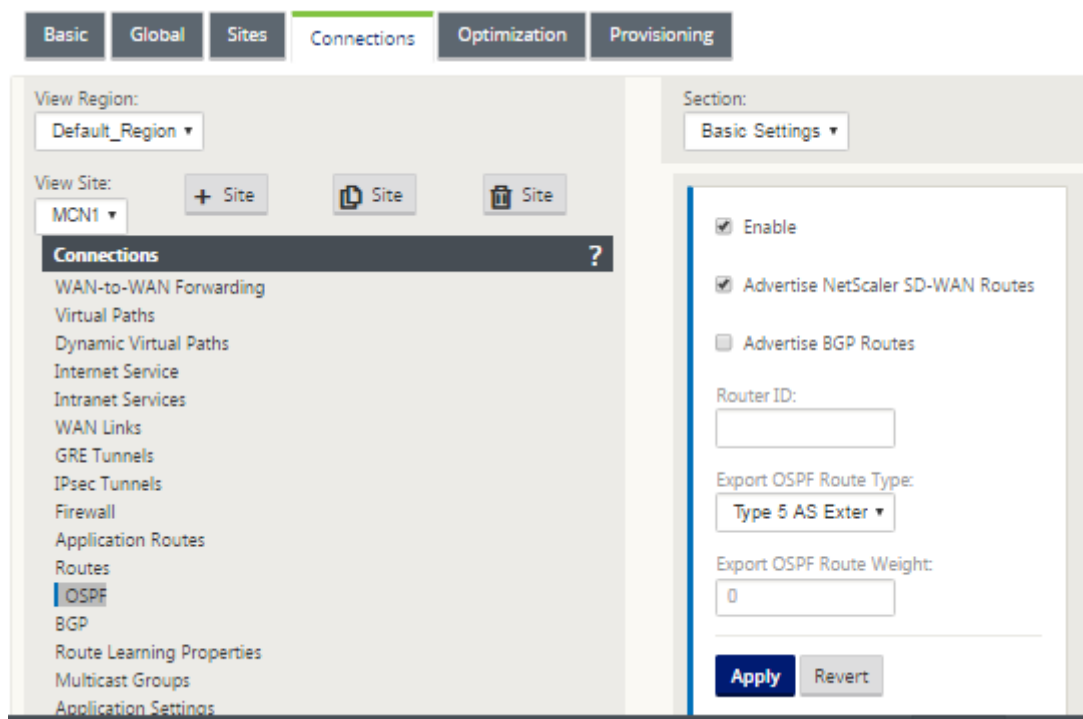 Basic Global Sites Connections Optimization Provisioning
View Region:
Default_Region
View Site:
MCN1
+ Site
Site
Site
Connections ?
WAN-to-WAN Forwarding
Virtual Paths
Dynamic Virtual Paths
Internet Service
Intranet Services
WAN Links
GRE Tunnels
IPsec Tunnels
Firewall
Application Routes
Routes
OSPF
BGP
Route Learning Properties
Multicast Groups
Application Settings
Section:
Basic Settings
Enable
Advertise NetScaler SD-WAN Routes
Advertise BGP Routes
Router ID:
Export OSPF Route Type:
Type 5 AS Exter
Export OSPF Route Weight:
0
Apply Revert